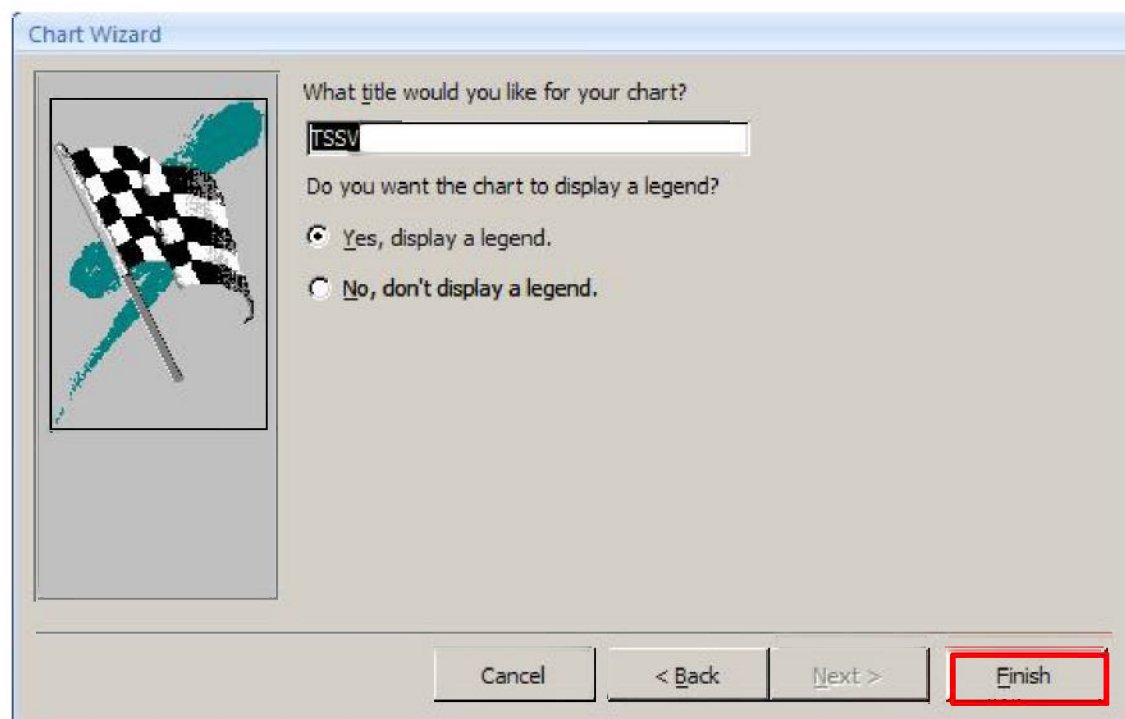 Chart Wizard
What title would you like for your chart?
TSSV
Do you want the chart to display a legend?
Yes, display a legend.
No, don't display a legend.
Cancel
< Back
Next >
Finish